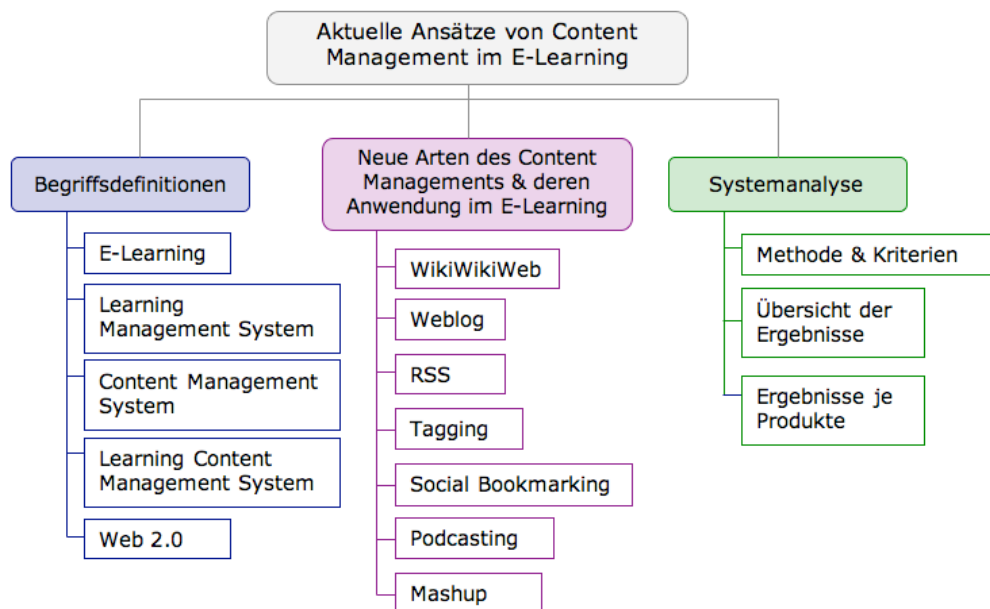 Aktuelle Ansätze von Content
Management im E-Learning
Begriffsdefinitionen
E-Learning
Learning
Management System
Content Management
System
Learning Content
Management System
Web 2.0
Neue Arten des Content
Managements & deren
Anwendung im E-Learning
WikiWikiWeb
Weblog
RSS
Tagging
Social Bookmarking
Podcasting
Mashup
Systemanalyse
Methode & Kriterien
Übersicht der
Ergebnisse
Ergebnisse je
Produkte